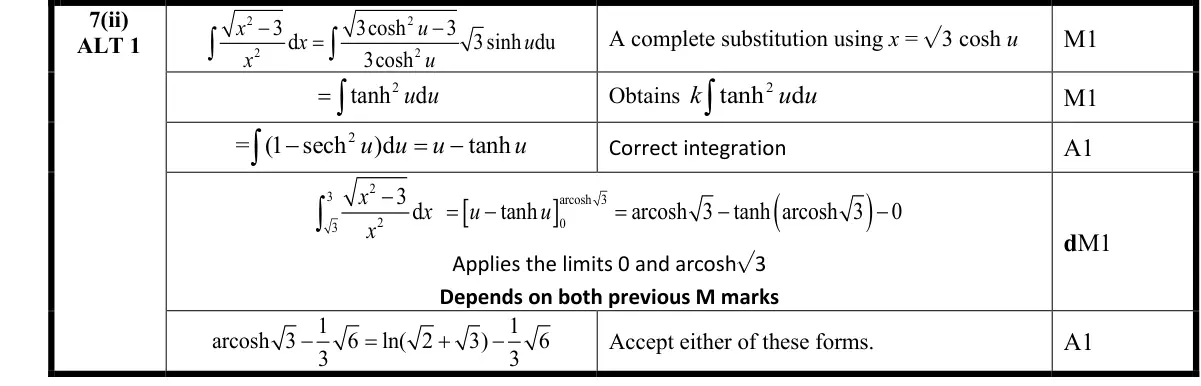 7(ii)
ALT 1
∫ √(x² − 3) / x² dx = ∫ √(3cosh² u − 3) / 3cosh² u √3 sinh u du
A complete substitution using x = √3 cosh u
M1
= ∫ tanh² u du
Obtains k ∫ tanh² u du
M1
= ∫ (1 − sech² u) du = u − tanh u
Correct integration
A1
∫_{√3}^{3} √(x² − 3) / x² dx = [u − tanh u]_{0}^{arcosh √3} = arcosh √3 − tanh(arcosh √3) − 0
Applies the limits 0 and arcosh√3
Depends on both previous M marks
dM1
arcosh √3 − 1/3 √6 = ln(√2 + √3) − 1/3 √6
Accept either of these forms.
A1